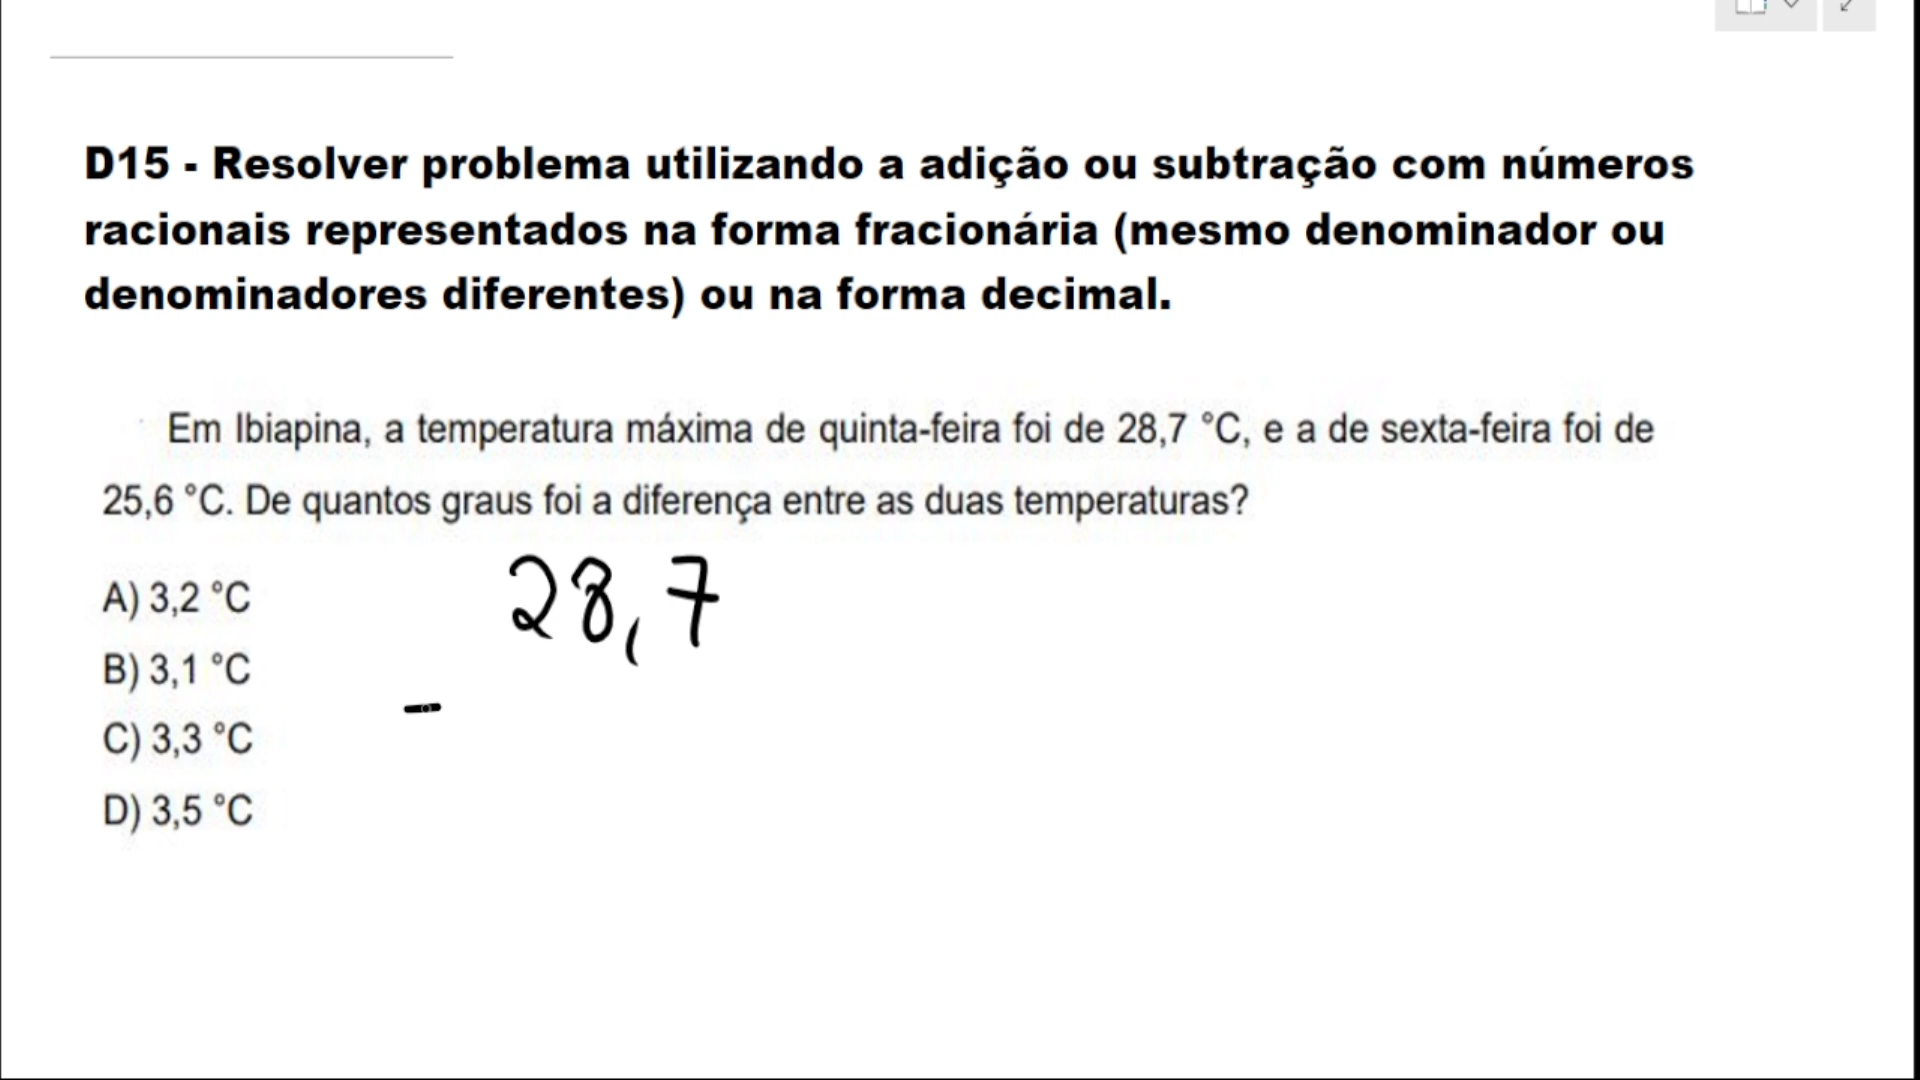 D15 - Resolver problema utilizando a adição ou subtração com números
racionais representados na forma fracionária (mesmo denominador ou
denominadores diferentes) ou na forma decimal.
Em Ibiapina, a temperatura máxima de quinta-feira foi de 28,7 °C, e a de sexta-feira foi de
25,6 °C. De quantos graus foi a diferença entre as duas temperaturas?
A) 3,2 °C
28,7
B) 3,1 °C
-
C) 3,3 °C
D) 3,5 °C